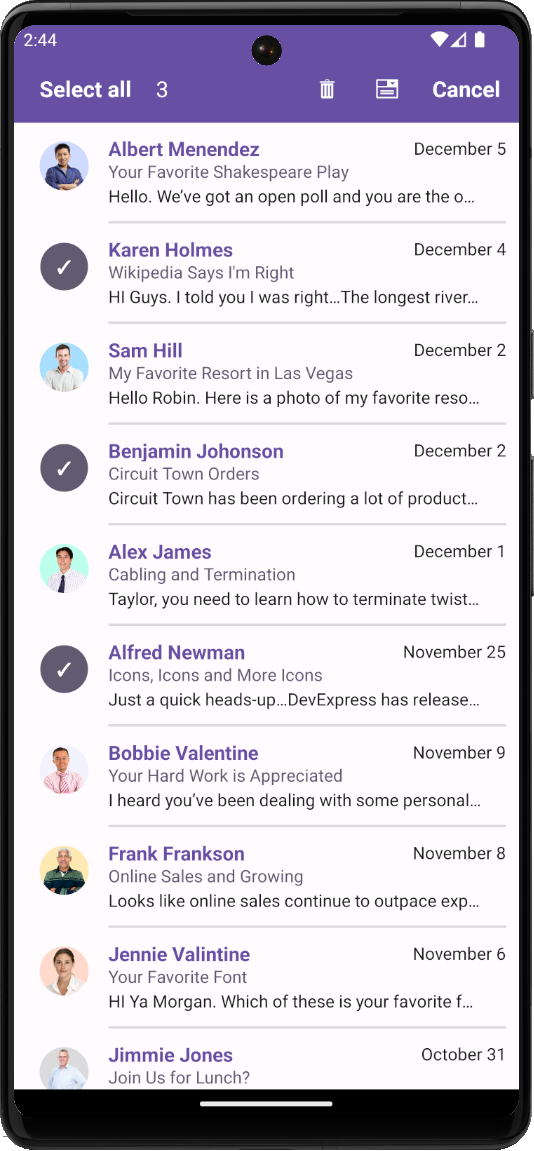 2:44
Select all 3 Cancel
Albert Menendez December 5
Your Favorite Shakespeare Play
Hello. We’ve got an open poll and you are the o...
✓ Karen Holmes December 4
Wikipedia Says I'm Right
HI Guys. I told you I was right...The longest river...
Sam Hill December 2
My Favorite Resort in Las Vegas
Hello Robin. Here is a photo of my favorite reso...
✓ Benjamin Johonson December 2
Circuit Town Orders
Circuit Town has been ordering a lot of product...
Alex James December 1
Cabling and Termination
Taylor, you need to learn how to terminate twist...
✓ Alfred Newman November 25
Icons, Icons and More Icons
Just a quick heads-up...DevExpress has release...
Bobbie Valentine November 9
Your Hard Work is Appreciated
I heard you’ve been dealing with some personal...
Frank Frankson November 8
Online Sales and Growing
Looks like online sales continue to outpace exp...
Jennie Valintine November 6
Your Favorite Font
HI Ya Morgan. Which of these is your favorite f...
Jimmie Jones October 31
Join Us for Lunch?